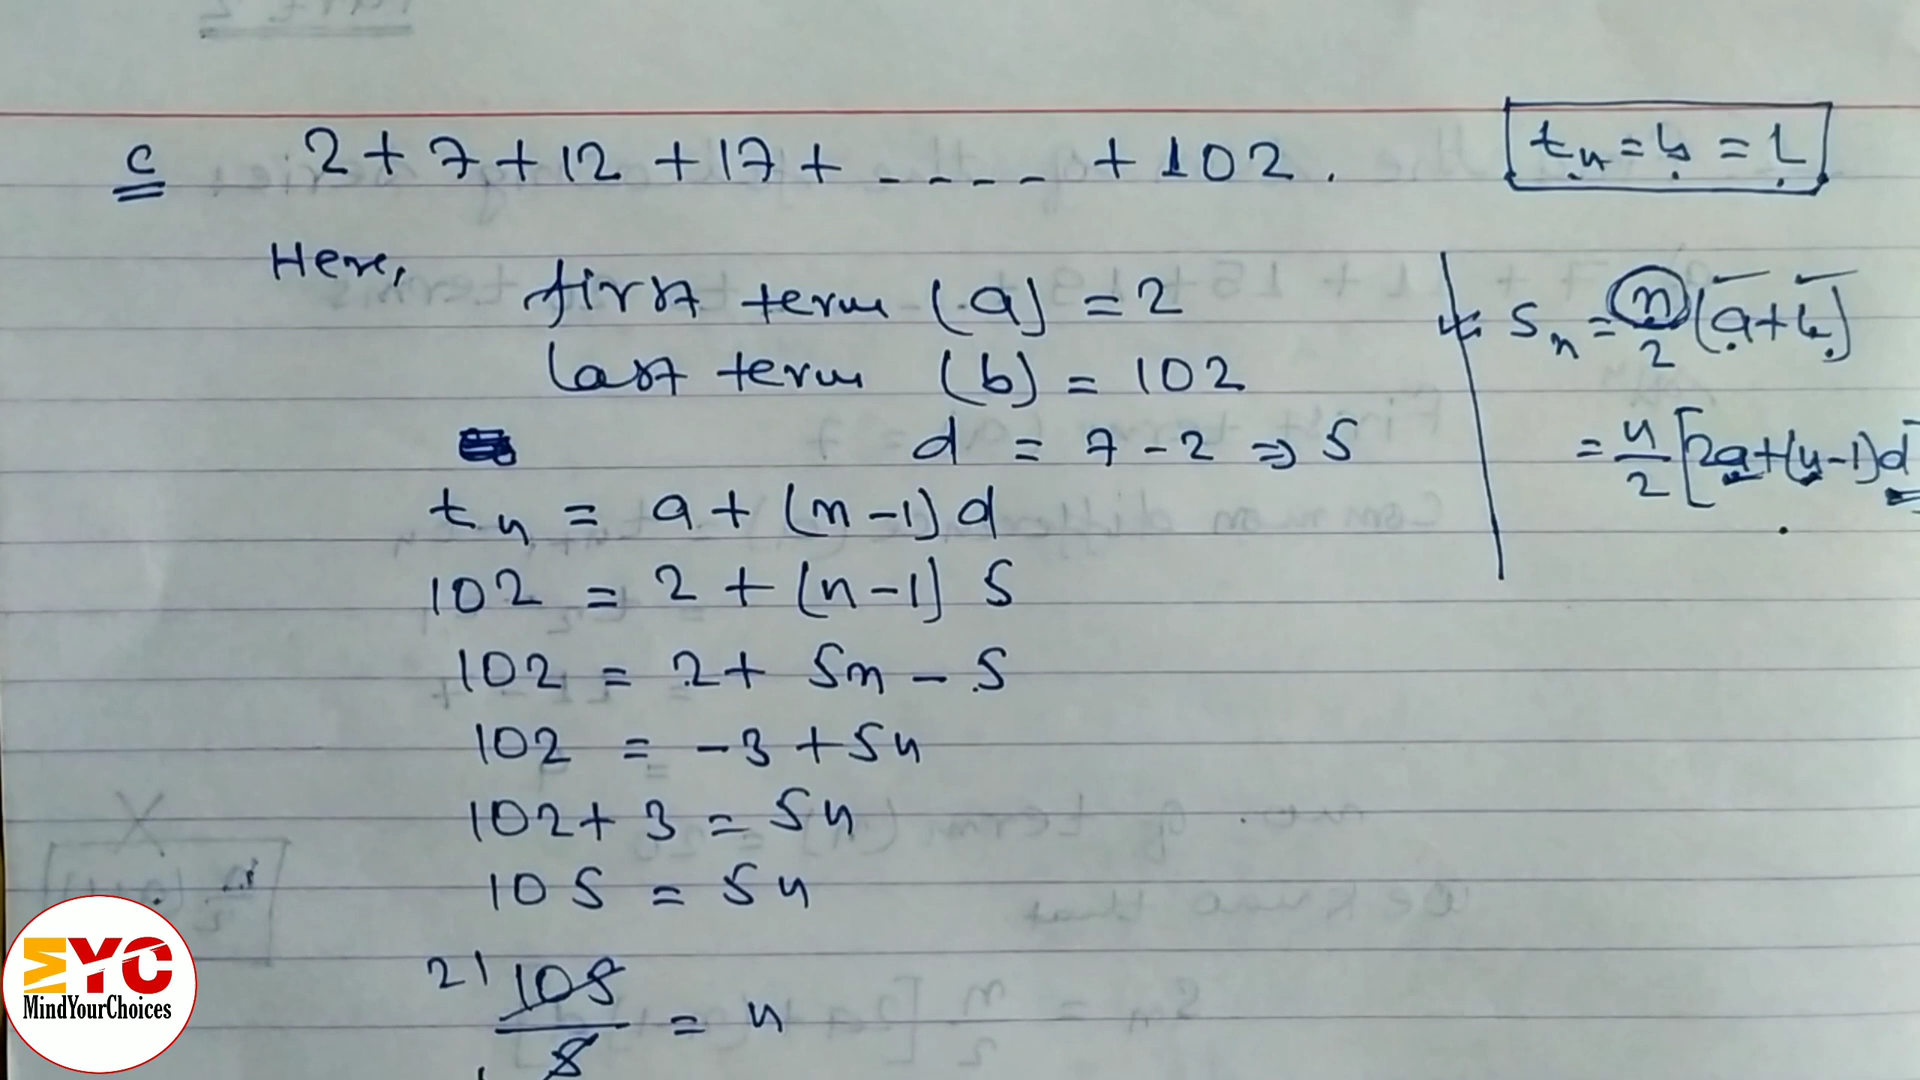 c 2 + 7 + 12 + 17 + - - - - + 102.
tn = b = L
Here,
first term (a) = 2
last term (b) = 102
d = 7 - 2 ⇒ 5
tn = a + (n-1) d
102 = 2 + (n-1) 5
102 = 2 + 5n - 5
102 = -3 + 5n
102 + 3 = 5n
105 = 5n
21 105/5 = n
1
Sn = n/2 (a+b)
= n/2 [2a+(n-1)d]
MYC
MindYourChoices